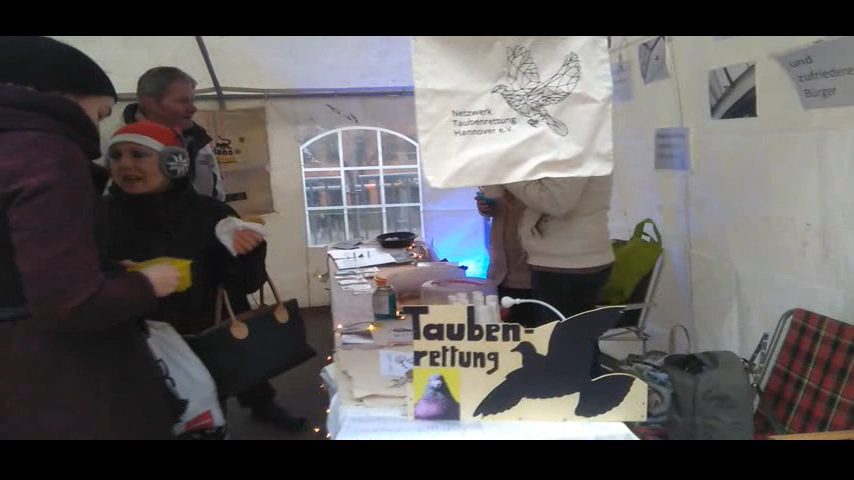 Netzwerk
Taubenrettung
Hannover e.V.
und
zufriedene
Bürger
Tauben-
rettung